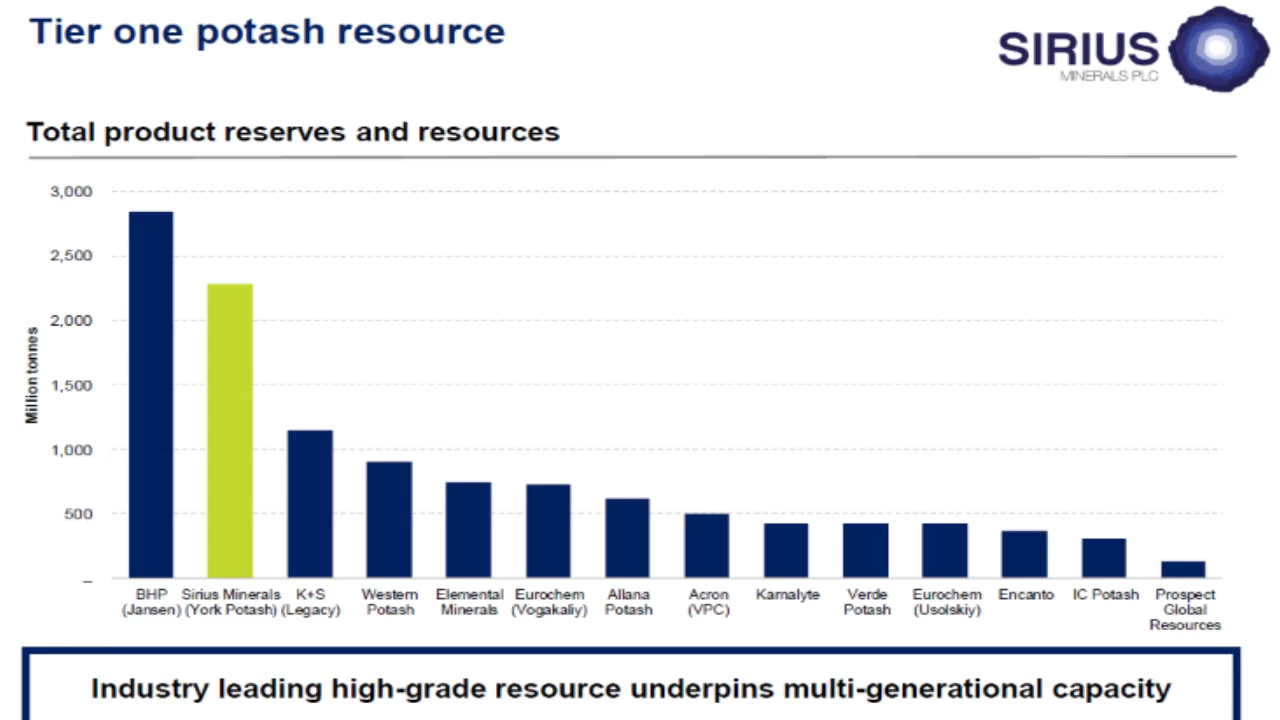 Tier one potash resource
SIRIUS
MINERALS PLC
Total product reserves and resources
3,000
2,500
2,000
1,500
1,000
500
–
Million tonnes
BHP
(Jansen)
Sirius Minerals
(York Potash)
K+S
(Legacy)
Western
Potash
Elemental
Minerals
Eurochem
(Vogakaliy)
Allana
Potash
Acron
(VPC)
Karnalyte
Verde
Potash
Eurochem
(Usolskiy)
Encanto
IC Potash
Prospect
Global
Resources
Industry leading high-grade resource underpins multi-generational capacity